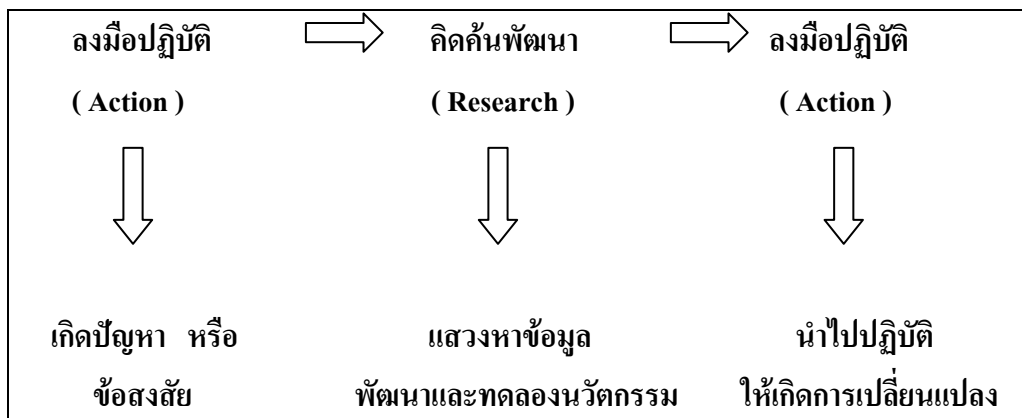 ลงมือปฏิบัติ คิดค้นพัฒนา ลงมือปฏิบัติ
( Action ) ( Research ) ( Action )
เกิดปัญหา หรือ แสวงหาข้อมูล นำไปปฏิบัติ
ข้อสงสัย พัฒนาและทดลองนวัตกรรม ให้เกิดการเปลี่ยนแปลง